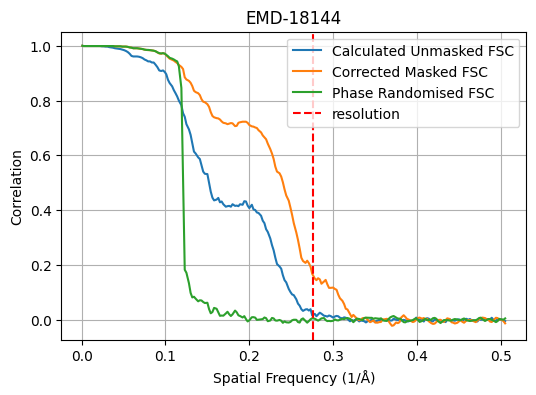 EMD-18144
Calculated Unmasked FSC
Corrected Masked FSC
Phase Randomised FSC
resolution
Correlation
1.0
0.8
0.6
0.4
0.2
0.0
0.0 0.1 0.2 0.3 0.4 0.5
Spatial Frequency (1/Å)